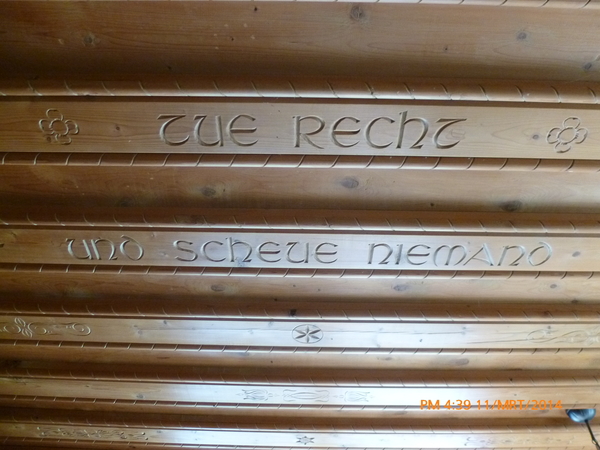 TUE RECHT
UND SCHEUE NIEMAND
PM 4:39 11/MRT/2014